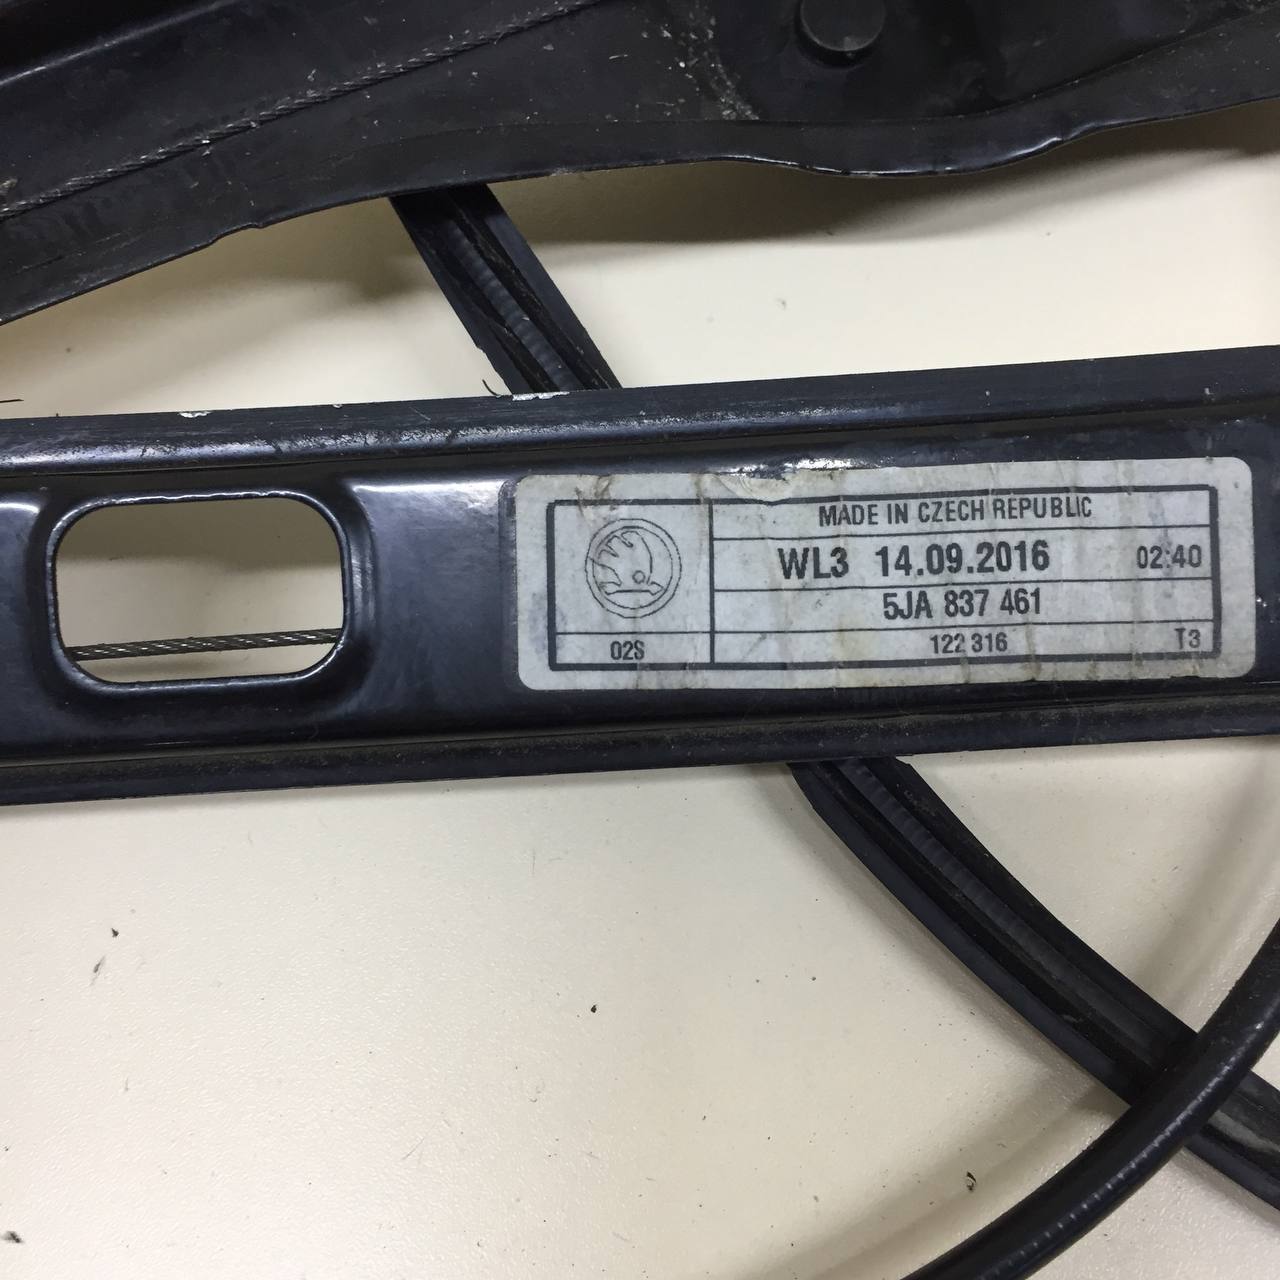 MADE IN CZECH REPUBLIC
WL3 14.09.2016 02:40
5JA 837 461
02S 122 316 T3